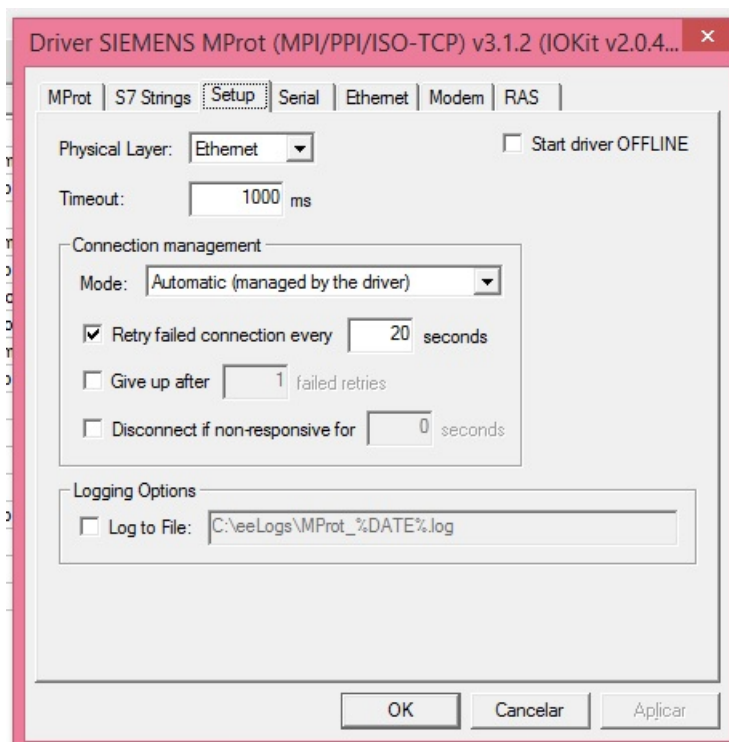 Driver SIEMENS MProt (MPI/PPI/ISO-TCP) v3.1.2 (IOKit v2.0.4...
MProt S7 Strings Setup Serial Ethernet Modem RAS
Physical Layer: Ethernet Start driver OFFLINE
Timeout: 1000 ms
Connection management
Mode: Automatic (managed by the driver)
Retry failed connection every 20 seconds
Give up after 1 failed retries
Disconnect if non-responsive for 0 seconds
Logging Options
Log to File: C:\eeLogs\MProt_%DATE%.log
OK Cancelar Aplicar